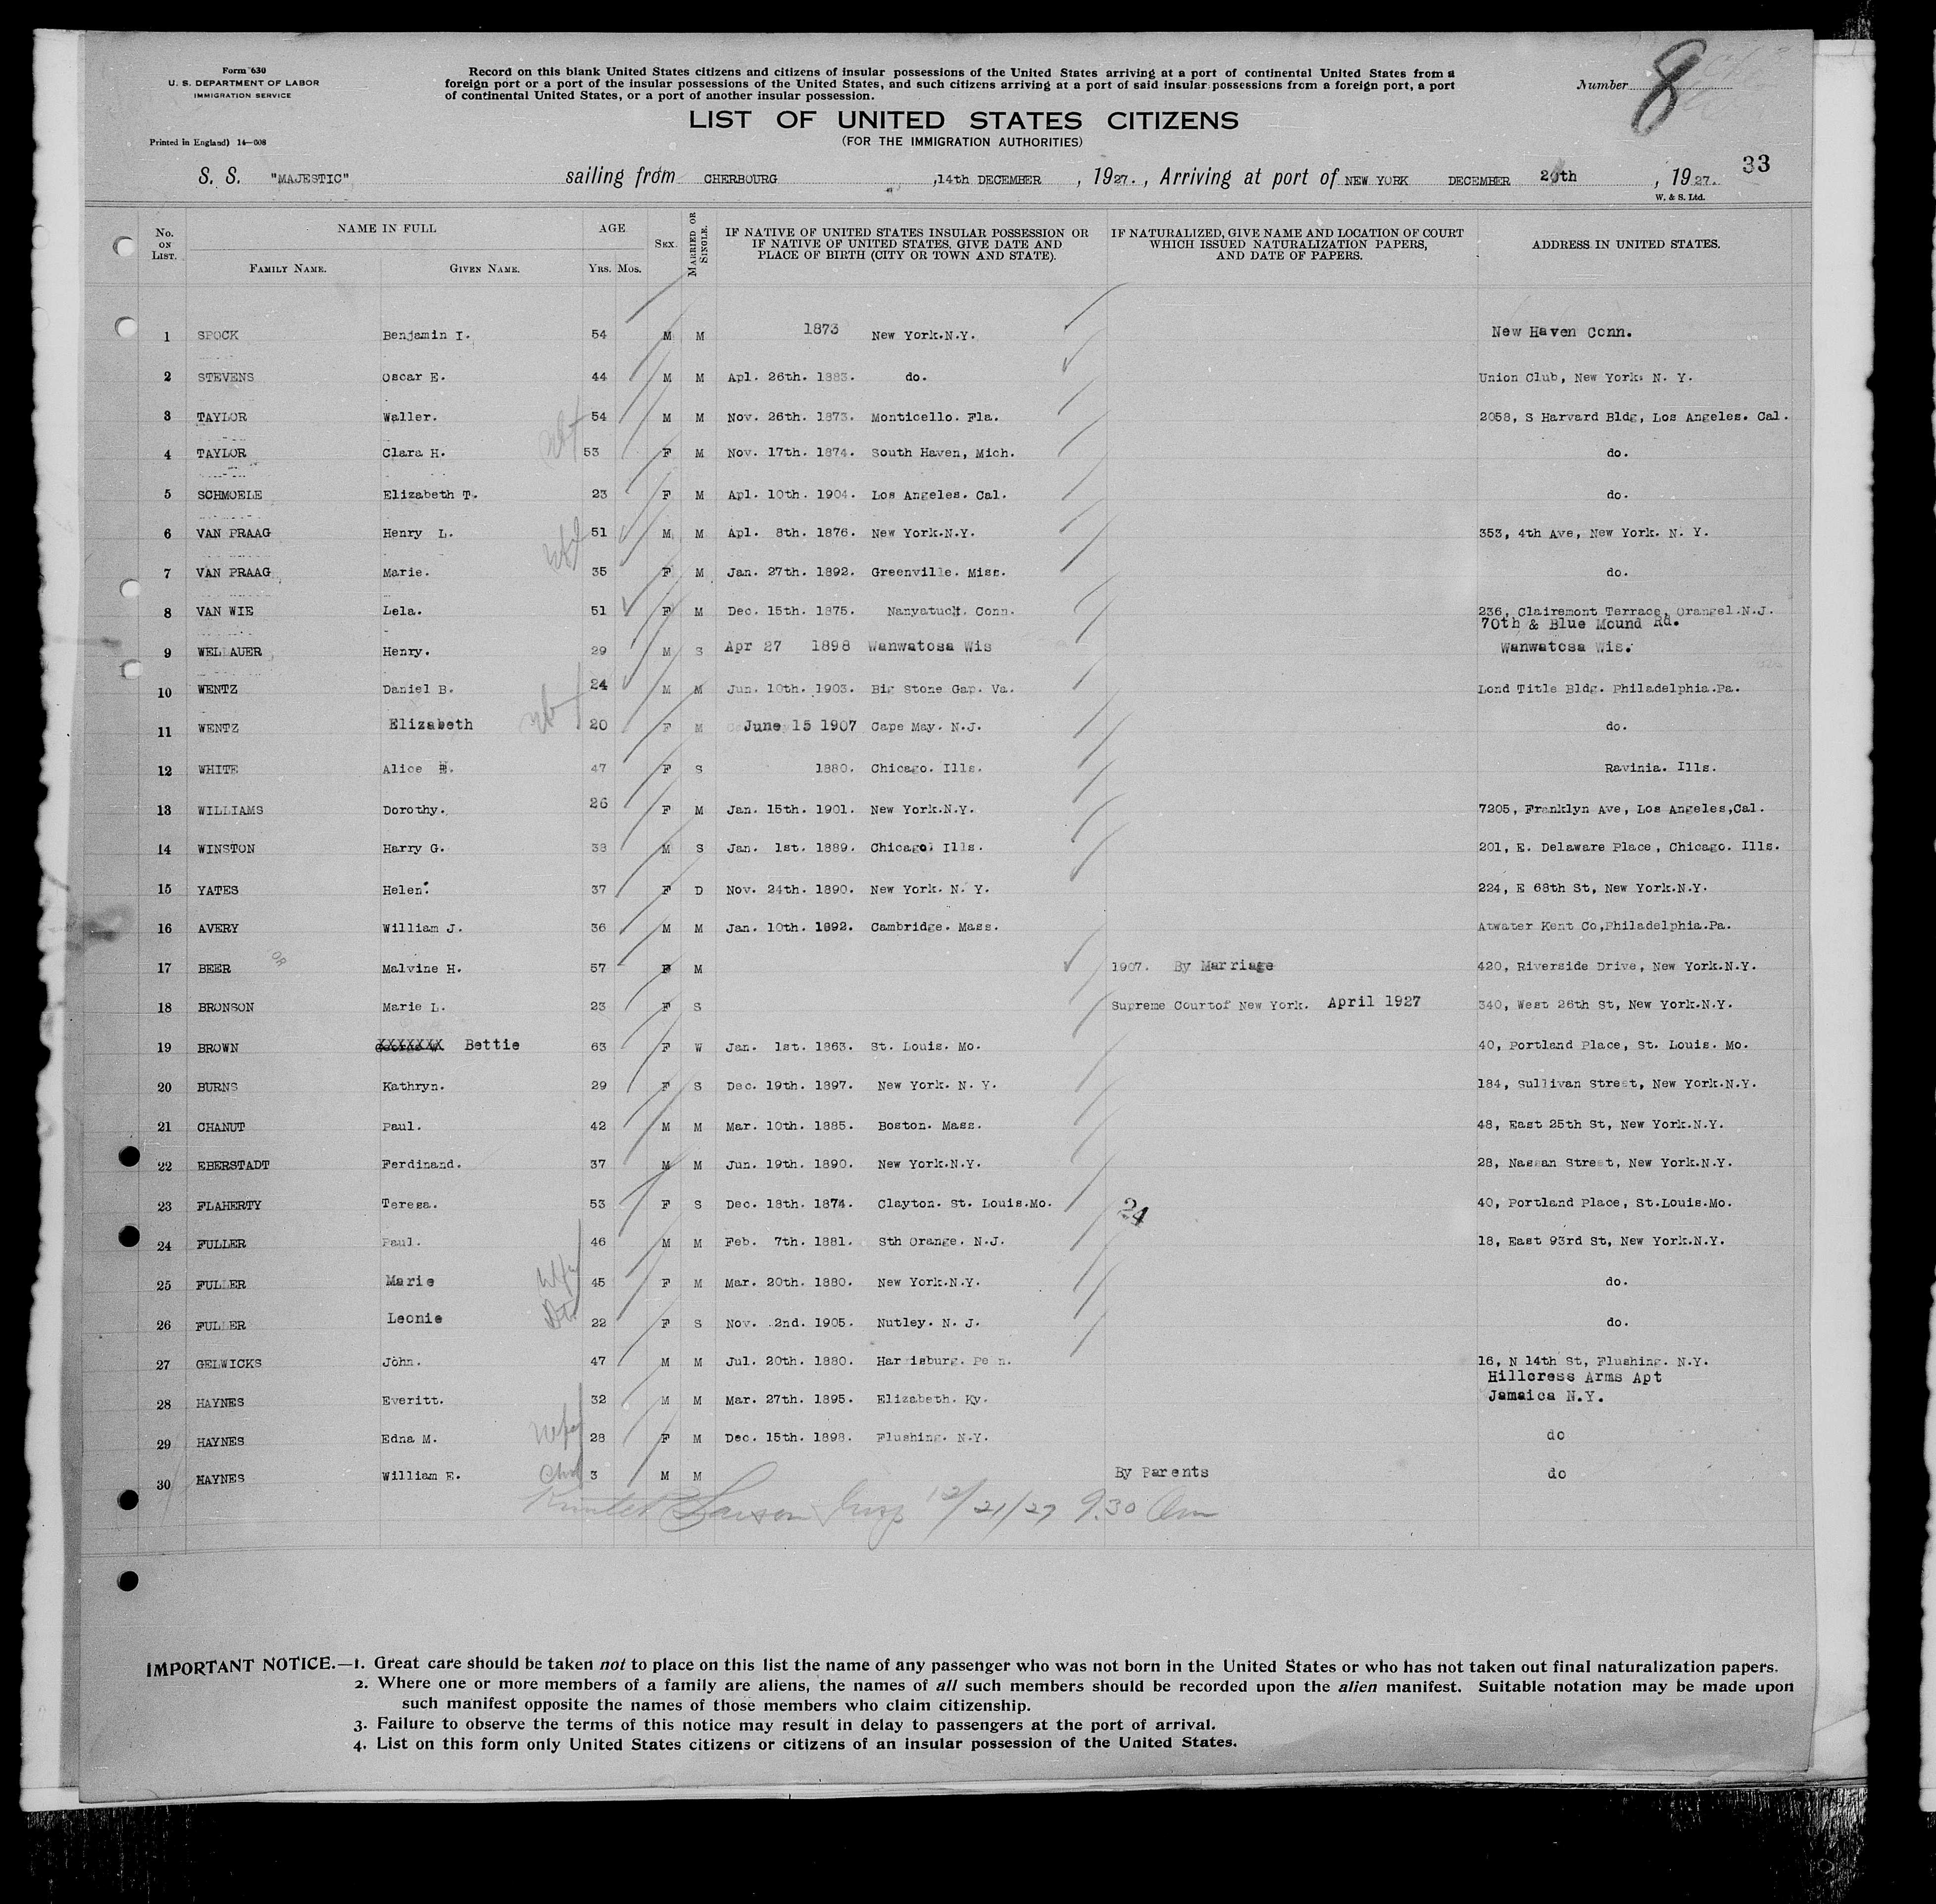 Form 630
U. S. DEPARTMENT OF LABOR
IMMIGRATION SERVICE
Printed in England) 14—608
Record on this blank United States citizens and citizens of insular possessions of the United States arriving at a port of continental United States from a
foreign port or a port of the insular possessions of the United States, and such citizens arriving at a port of said insular possessions from a foreign port, a port
of continental United States, or a port of another insular possession.
Number 8
LIST OF UNITED STATES CITIZENS
(FOR THE IMMIGRATION AUTHORITIES)
33
S. S. "MAJESTIC" sailing from CHERBOURG ,14th DECEMBER , 1927. , Arriving at port of NEW YORK DECEMBER 20th , 1927.
W. & S. Ltd.
No. ON LIST. NAME IN FULL AGE SEX. MARRIED OR SINGLE. IF NATIVE OF UNITED STATES INSULAR POSSESSION OR IF NATIVE OF UNITED STATES, GIVE DATE AND PLACE OF BIRTH (CITY OR TOWN AND STATE). IF NATURALIZED, GIVE NAME AND LOCATION OF COURT WHICH ISSUED NATURALIZATION PAPERS, AND DATE OF PAPERS. ADDRESS IN UNITED STATES.
FAMILY NAME. GIVEN NAME. YRS. MOS.
1 SPOCK Benjamin I. 54 M M 1873 New York.N.Y. New Haven Conn.
2 STEVENS Oscar E. 44 M M Apl. 26th. 1883. do. Union Club, New York. N. Y.
3 TAYLOR Waller. 54 M M Nov. 26th. 1873. Monticello. Fla. 2058, S Harvard Bldg, Los Angeles. Cal.
4 TAYLOR Clara H. 53 F M Nov. 17th. 1874. South Haven, Mich. do.
5 SCHMOELE Elizabeth T. 23 F M Apl. 10th. 1904. Los Angeles. Cal. do.
6 VAN PRAAG Henry L. 51 M M Apl. 8th. 1876. New York.N.Y. 353, 4th Ave, New York. N. Y.
7 VAN PRAAG Marie. 35 F M Jan. 27th. 1892. Greenville. Miss. do.
8 VAN WIE Lela. 51 F M Dec. 15th. 1875. Nanyatuck. Conn. 236, Clairemont Terrace, Orangel.N.J.
70th & Blue Mound Rd.
9 WELLAUER Henry. 29 M S Apr 27 1898 Wanwatosa Wis Wanwatosa Wis.
10 WENTZ Daniel B. 24 M M Jun. 10th. 1903. Big Stone Gap. Va. Lond Title Bldg. Philadelphia.Pa.
11 WENTZ Elizabeth 20 F M June 15 1907 Cape May. N.J. do.
12 WHITE Alice E. 47 F S 1880. Chicago. Ills. Ravinia. Ills.
13 WILLIAMS Dorothy. 26 F M Jan. 15th. 1901. New York.N.Y. 7205, Franklyn Ave, Los Angeles,Cal.
14 WINSTON Harry G. 38 M S Jan. 1st. 1889. Chicago. Ills. 201, E. Delaware Place, Chicago. Ills.
15 YATES Helen. 37 F D Nov. 24th. 1890. New York. N. Y. 224, E 68th St, New York.N.Y.
16 AVERY William J. 36 M M Jan. 10th. 1892. Cambridge. Mass. Atwater Kent Co,Philadelphia.Pa.
17 BEER Malvine H. 57 F M 1907. By Marriage 420, Riverside Drive, New York.N.Y.
18 BRONSON Marie L. 23 F S Supreme Courtof New York. April 1927 340, West 26th St, New York.N.Y.
19 BROWN Bettie 63 F W Jan. 1st. 1863. St. Louis. Mo. 40, Portland Place, St. Louis. Mo.
20 BURNS Kathryn. 29 F S Dec. 19th. 1897. New York. N. Y. 184, Sullivan Street, New York.N.Y.
21 CHANUT Paul. 42 M M Mar. 10th. 1885. Boston. Mass. 48, East 25th St, New York.N.Y.
22 EBERSTADT Ferdinand. 37 M M Jun. 19th. 1890. New York.N.Y. 28, Nassan Street, New York.N.Y.
23 FLAHERTY Teresa. 53 F S Dec. 18th. 1874. Clayton. St. Louis.Mo. 24 40, Portland Place, St.Louis.Mo.
24 FULLER Paul. 46 M M Feb. 7th. 1881. Sth Orange. N.J. 18, East 93rd St, New York.N.Y.
25 FULLER Marie 45 F M Mar. 20th. 1880. New York.N.Y. do.
26 FULLER Leonie 22 F S Nov. 2nd. 1905. Nutley. N. J. do.
27 GELWICKS John. 47 M M Jul. 20th. 1880. Harrisburg. Penn. 16, N 14th St, Flushing. N.Y.
Hillcress Arms Apt
28 HAYNES Everitt. 32 M M Mar. 27th. 1895. Elizabeth. Ky. Jamaica N.Y.
29 HAYNES Edna M. 28 F M Dec. 15th. 1898. Flushing. N.Y. do
30 HAYNES William E. 3 M M By Parents do
Larson Insp 12/21/27 9.30 Am
IMPORTANT NOTICE.—1. Great care should be taken not to place on this list the name of any passenger who was not born in the United States or who has not taken out final naturalization papers.
2. Where one or more members of a family are aliens, the names of all such members should be recorded upon the alien manifest. Suitable notation may be made upon
such manifest opposite the names of those members who claim citizenship.
3. Failure to observe the terms of this notice may result in delay to passengers at the port of arrival.
4. List on this form only United States citizens or citizens of an insular possession of the United States.